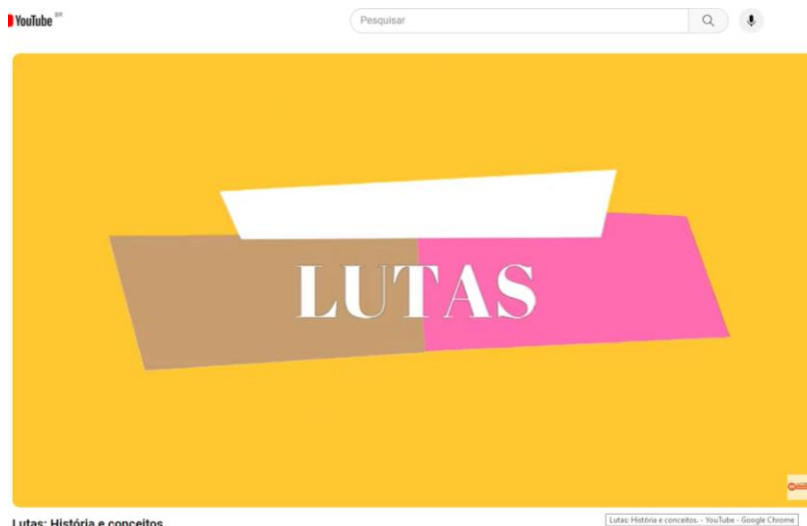 YouTube BR
Pesquisar
LUTAS
Lutas: História e conceitos.
Lutas: História e conceitos. - YouTube - Google Chrome